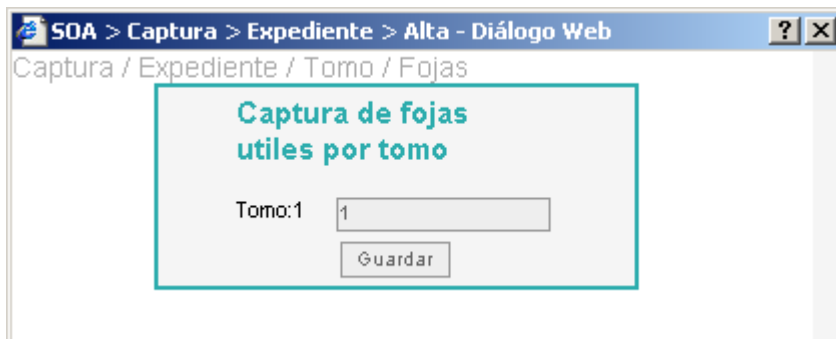 SOA > Captura > Expediente > Alta - Diálogo Web
Captura / Expediente / Tomo / Fojas
Captura de fojas
utiles por tomo
Tomo:1 1
Guardar